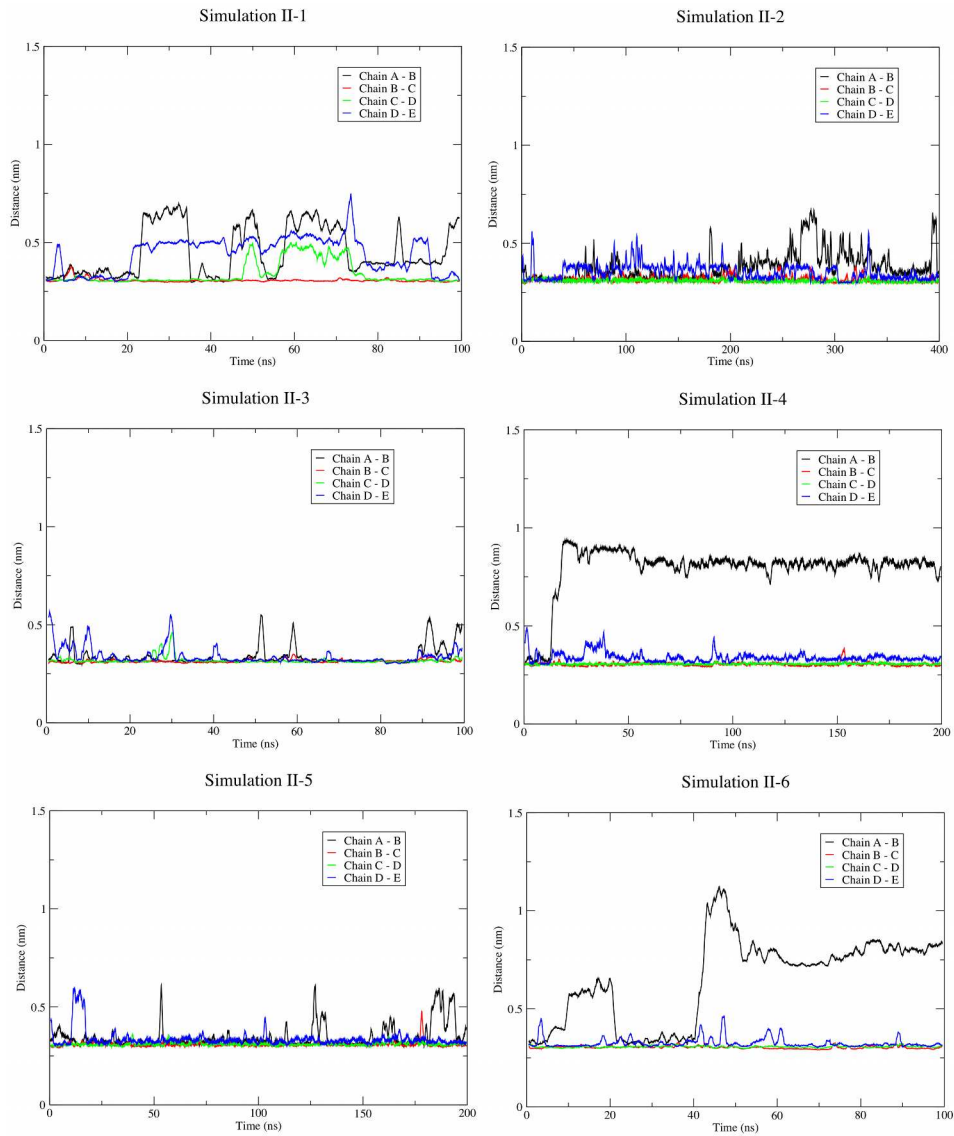 Simulation II-1
1.5
1
0.5
0
Distance (nm)
Chain A - B
Chain B - C
Chain C - D
Chain D - E
0 20 40 60 80 100
Time (ns)
Simulation II-2
1.5
1
0.5
0
Distance (nm)
Chain A - B
Chain B - C
Chain C - D
Chain D - E
0 100 200 300 400
Time (ns)
Simulation II-3
1.5
1
0.5
0
Distance (nm)
Chain A - B
Chain B - C
Chain C - D
Chain D - E
0 20 40 60 80 100
Time (ns)
Simulation II-4
1.5
1
0.5
0
Distance (nm)
Chain A - B
Chain B - C
Chain C - D
Chain D - E
0 50 100 150 200
Time (ns)
Simulation II-5
1.5
1
0.5
0
Distance (nm)
Chain A - B
Chain B - C
Chain C - D
Chain D - E
0 50 100 150 200
Time (ns)
Simulation II-6
1.5
1
0.5
0
Distance (nm)
Chain A - B
Chain B - C
Chain C - D
Chain D - E
0 20 40 60 80 100
Time (ns)